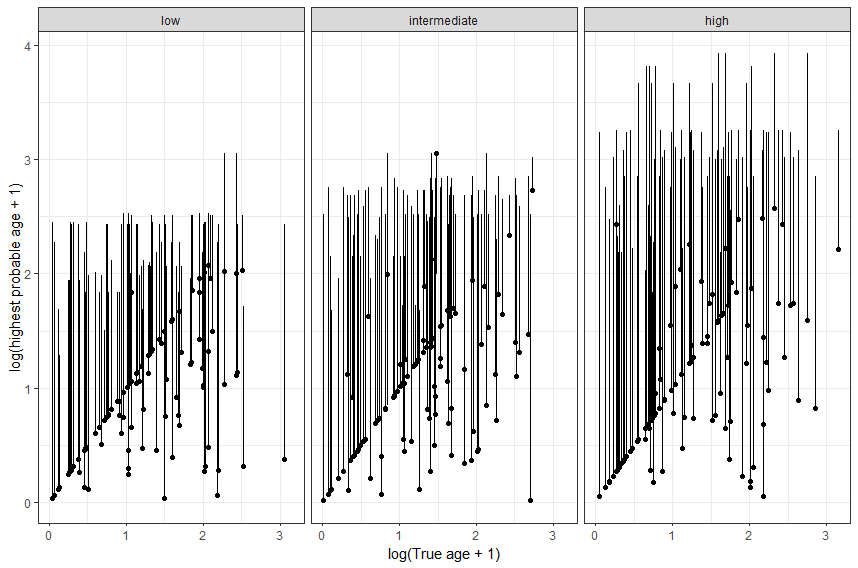 low intermediate high
log(highest probable age + 1)
4
3
2
1
0
0 1 2 3 0 1 2 3 0 1 2 3
log(True age + 1)